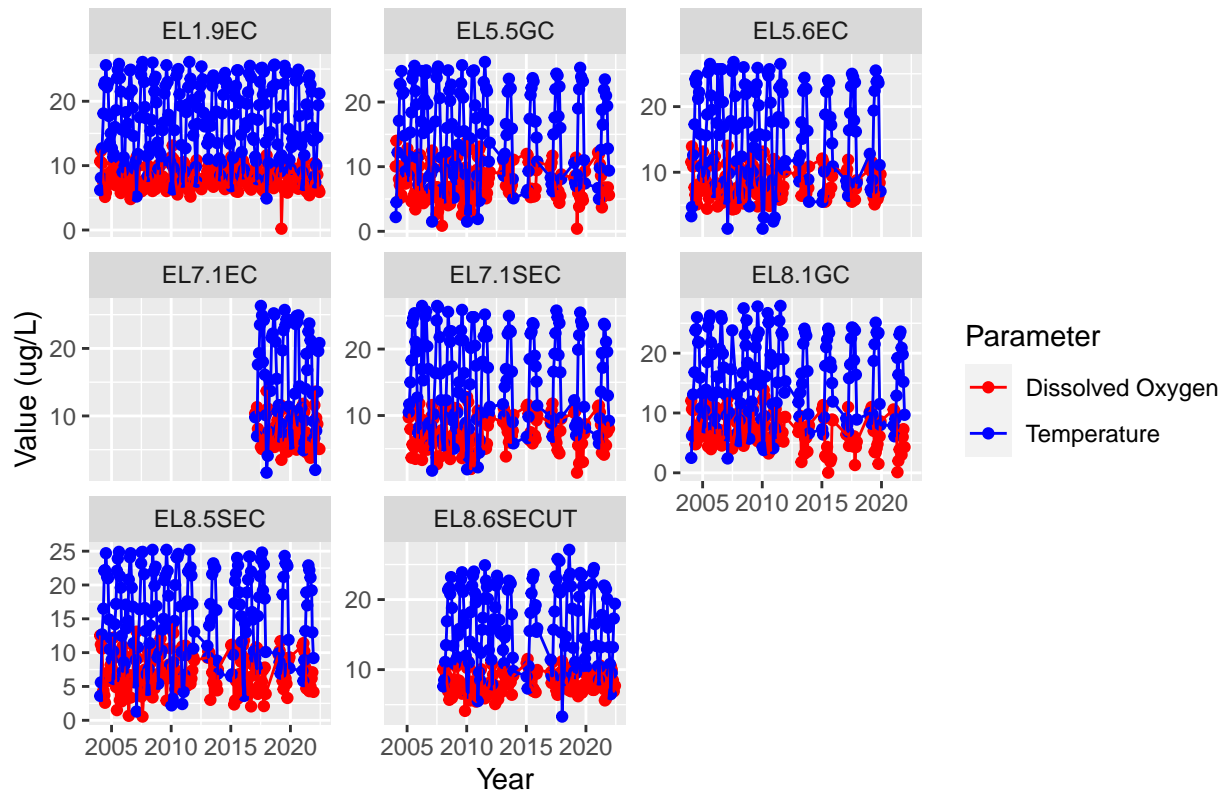 EL1.9EC EL5.5GC EL5.6EC
20
10
0
20
10
0
20
10
EL7.1EC EL7.1SEC EL8.1GC
20
10
20
10
20
10
0
2005 2010 2015 2020
EL8.5SEC EL8.6SECUT
25
20
15
10
5
0
20
10
2005 2010 2015 2020 2005 2010 2015 2020
Year
Value (ug/L)
Parameter
Dissolved Oxygen
Temperature